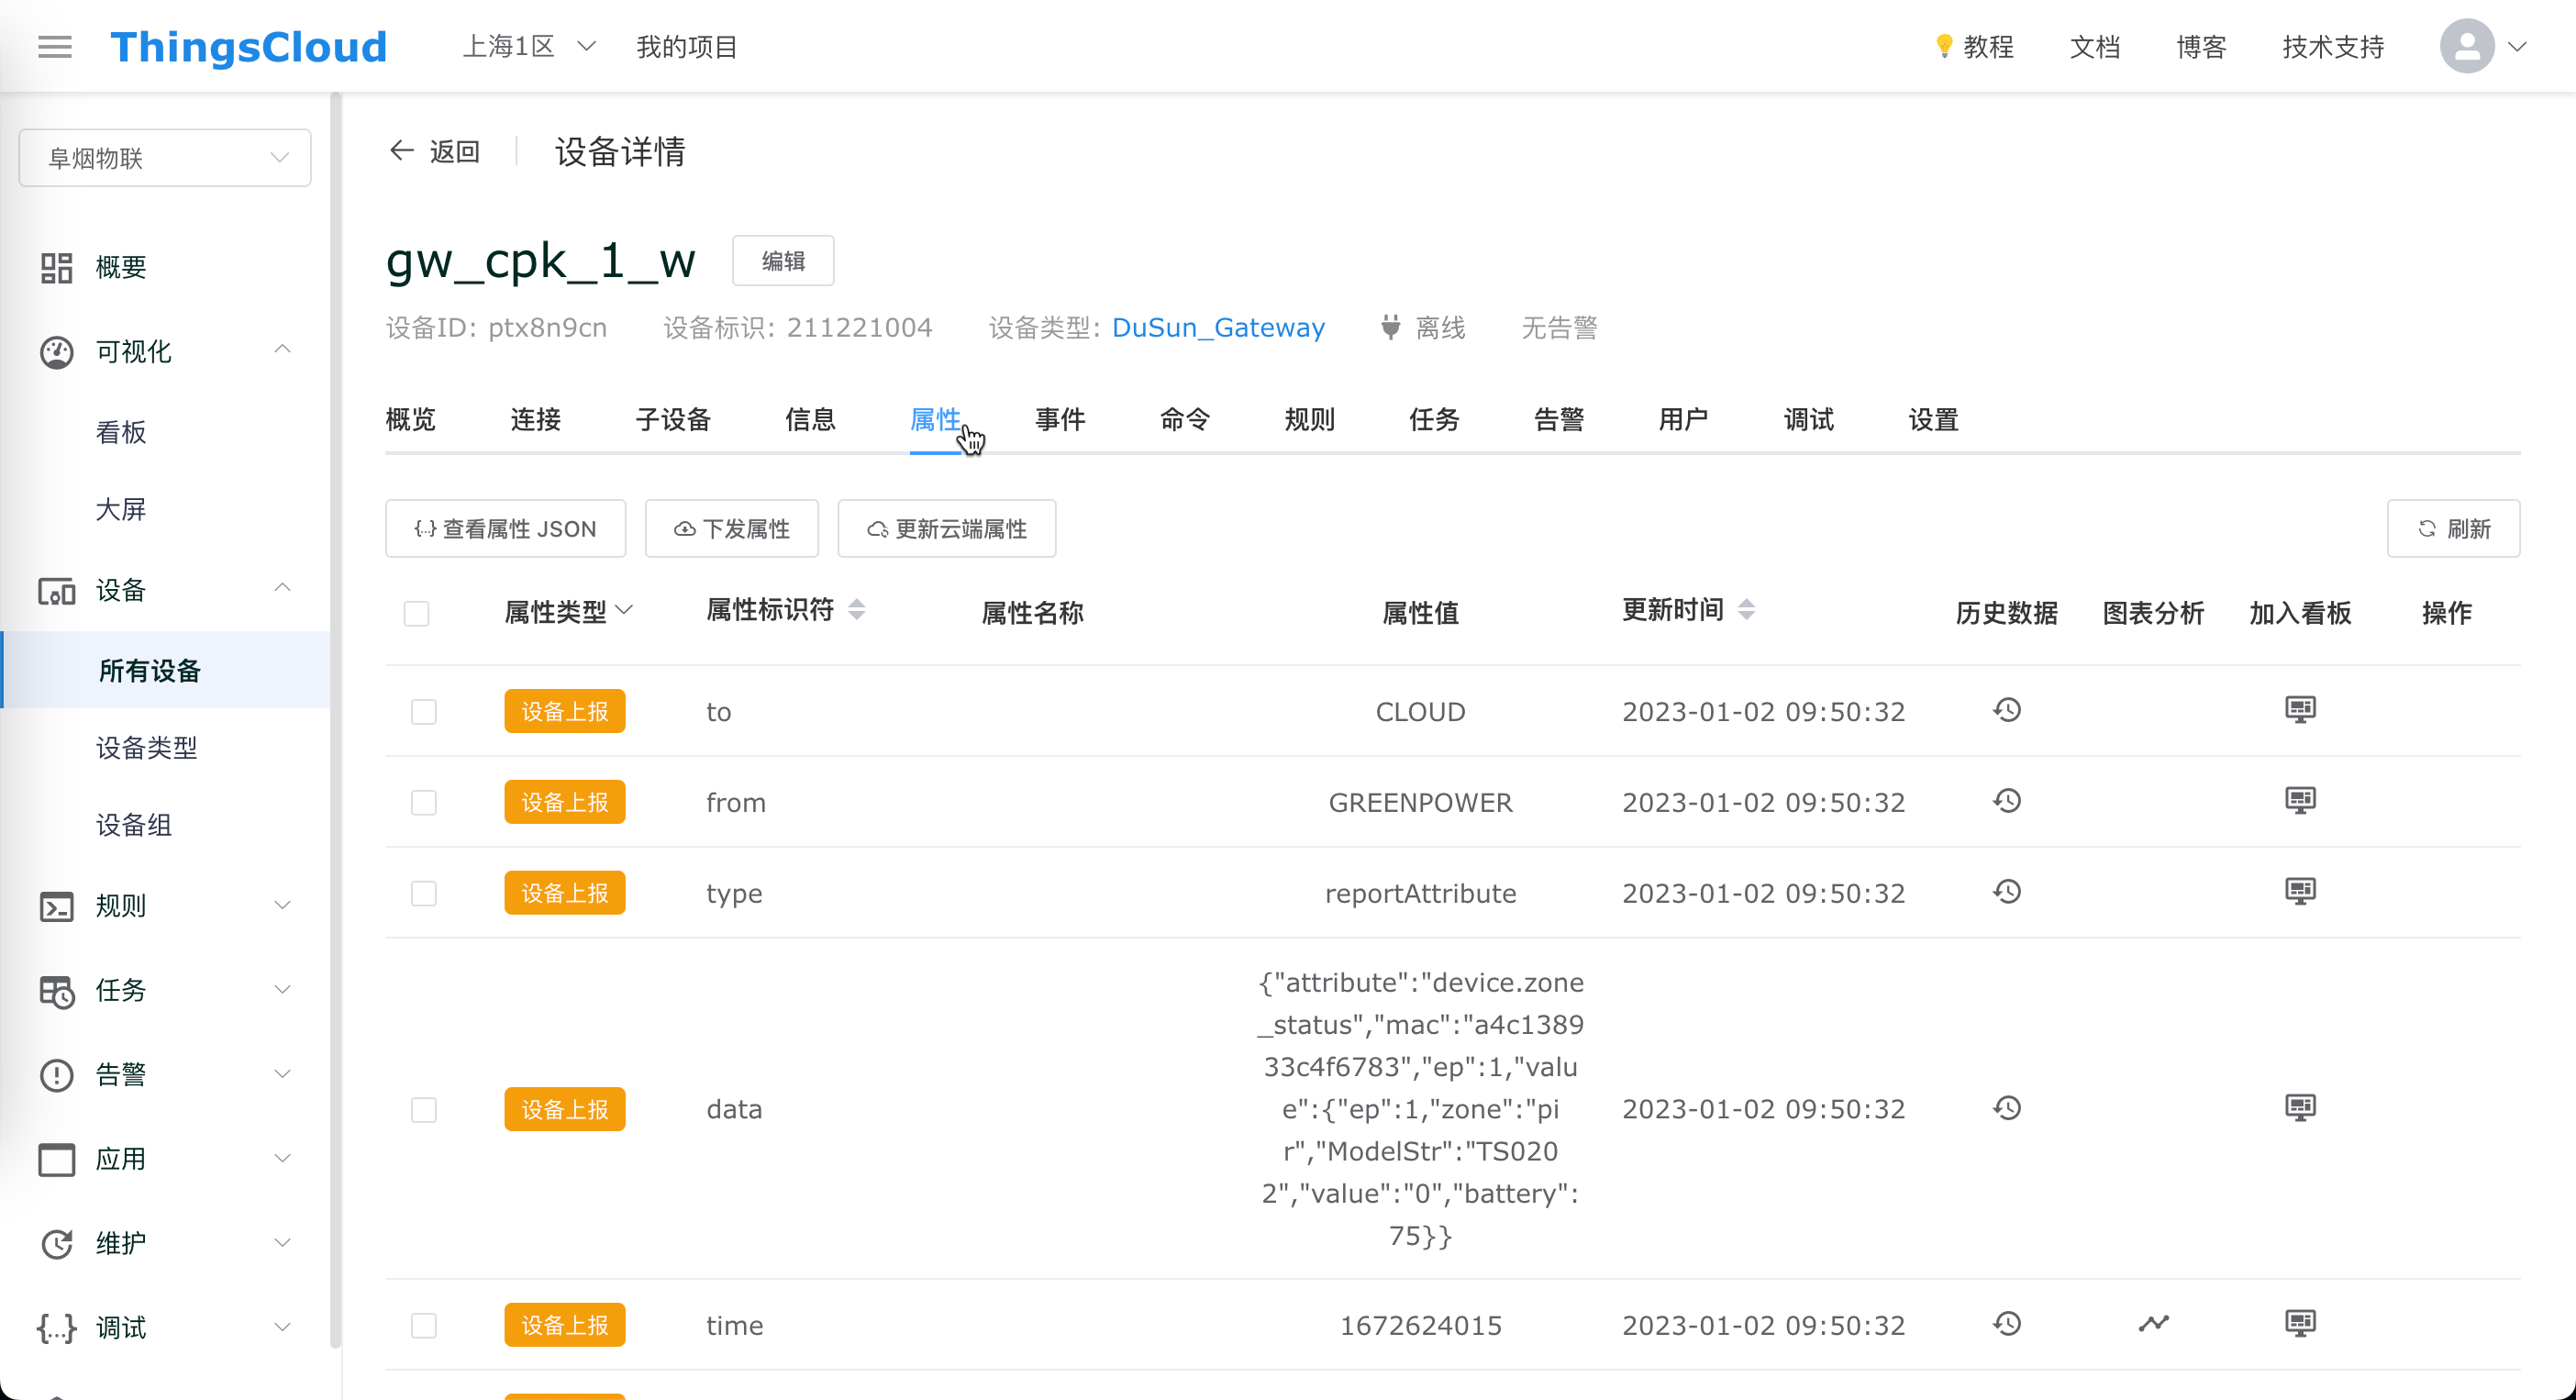 ThingsCloud
上海1区
我的项目
教程
文档
博客
技术支持
阜烟物联
概要
可视化
看板
大屏
设备
所有设备
设备类型
设备组
规则
任务
告警
应用
维护
{...} 调试
返回
设备详情
gw_cpk_1_w
编辑
设备ID: ptx8n9cn 设备标识: 211221004 设备类型: DuSun_Gateway 离线 无告警
概览 连接 子设备 信息 属性 事件 命令 规则 任务 告警 用户 调试 设置
{..} 查看属性 JSON
下发属性
更新云端属性
刷新
属性类型 属性标识符 属性名称 属性值 更新时间 历史数据 图表分析 加入看板 操作
设备上报 to CLOUD 2023-01-02 09:50:32
设备上报 from GREENPOWER 2023-01-02 09:50:32
设备上报 type reportAttribute 2023-01-02 09:50:32
设备上报 data
{"attribute":"device.zone
_status","mac":"a4c1389
33c4f6783","ep":1,"valu
e":{"ep":1,"zone":"pi
r","ModelStr":"TS020
2","value":"0","battery":
75}}
2023-01-02 09:50:32
设备上报 time 1672624015 2023-01-02 09:50:32